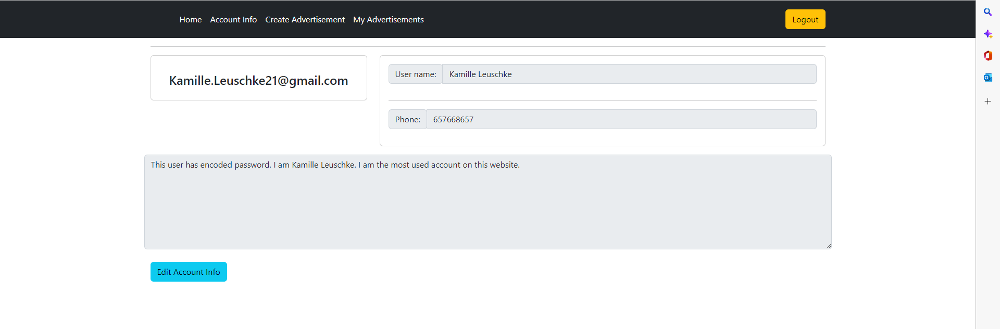 Home Account Info Create Advertisement My Advertisements Logout
Kamille.Leuschke21@gmail.com
User name: Kamille Leuschke
Phone: 657668657
This user has encoded password. I am Kamille Leuschke. I am the most used account on this website.
Edit Account Info